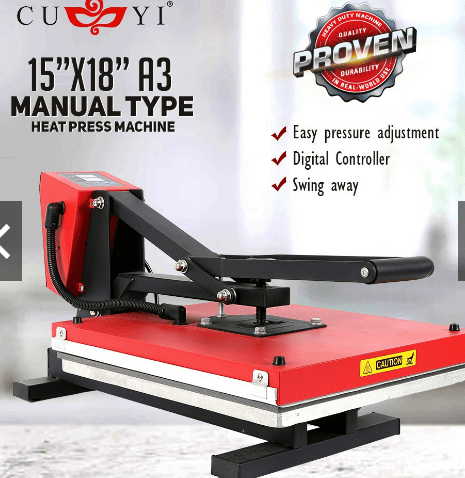 CUYI®
15”X18” A3
MANUAL TYPE
HEAT PRESS MACHINE
HEAVY DUTY MACHINE
QUALITY
PROVEN
DURABILITY
IN REAL-WORLD USE
Easy pressure adjustment
Digital Controller
Swing away
CAUTION